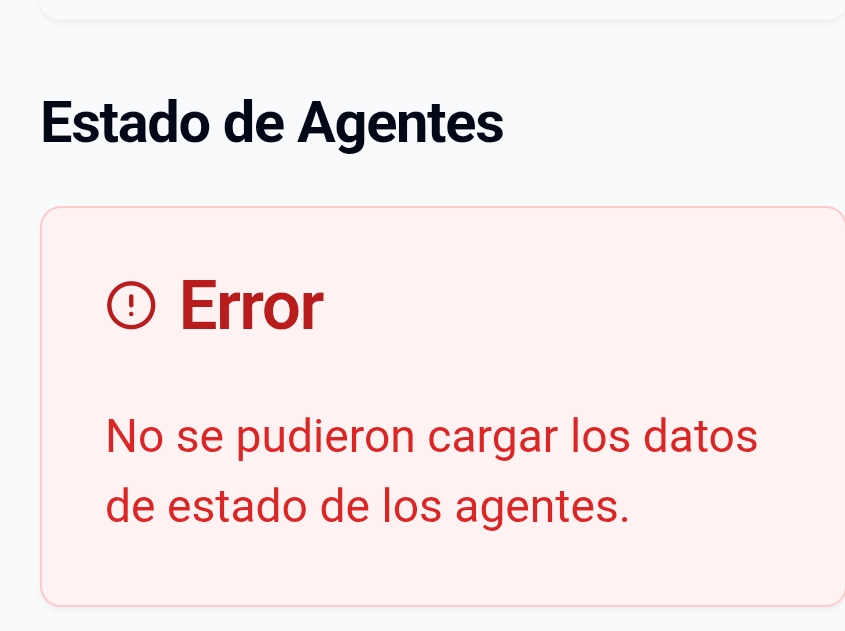 Estado de Agentes
Error
No se pudieron cargar los datos
de estado de los agentes.